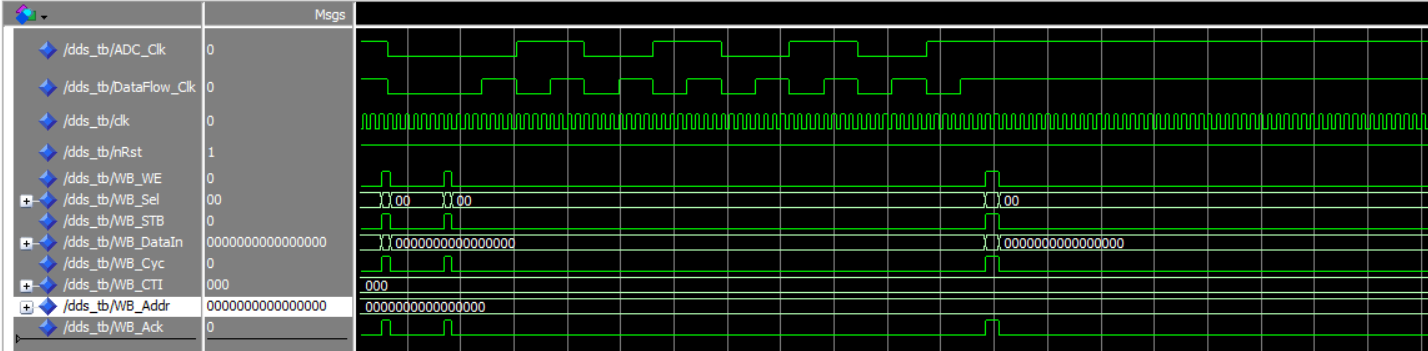 Msgs
/dds_tb/ADC_Clk 0
/dds_tb/DataFlow_Clk 0
/dds_tb/clk 0
/dds_tb/nRst 1
/dds_tb/WB_WE 0
/dds_tb/WB_Sel 00 00 00 00
/dds_tb/WB_STB 0
/dds_tb/WB_DataIn 0000000000000000 0000000000000000 0000000000000000
/dds_tb/WB_Cyc 0
/dds_tb/WB_CTI 000 000
/dds_tb/WB_Addr 0000000000000000 0000000000000000
/dds_tb/WB_Ack 0